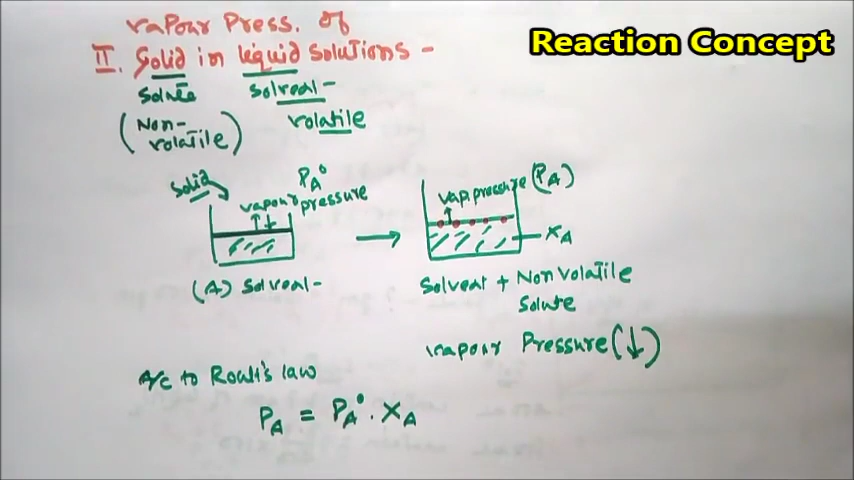 Reaction Concept
Vapour Press. of
II. Solid in liquid solutions -
Solute Solvent -
(Non-volatile) volatile
Solid
PA°
vapour pressure
vap. pressure (PA)
XA
(A) Solvent -
Solvent + Non volatile
Solute
vapour Pressure (↓)
A/c to Roult's law
PA = PA° . XA